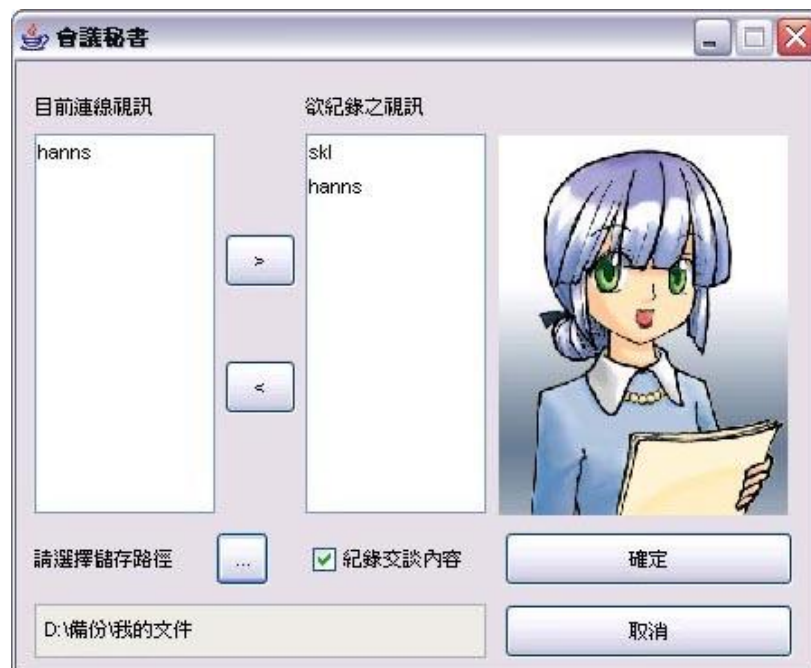 會議秘書
目前連線視訊
欲紀錄之視訊
hanns
skl
hanns
>
<
請選擇儲存路徑
...
紀錄交談內容
確定
D:\備份\我的文件
取消